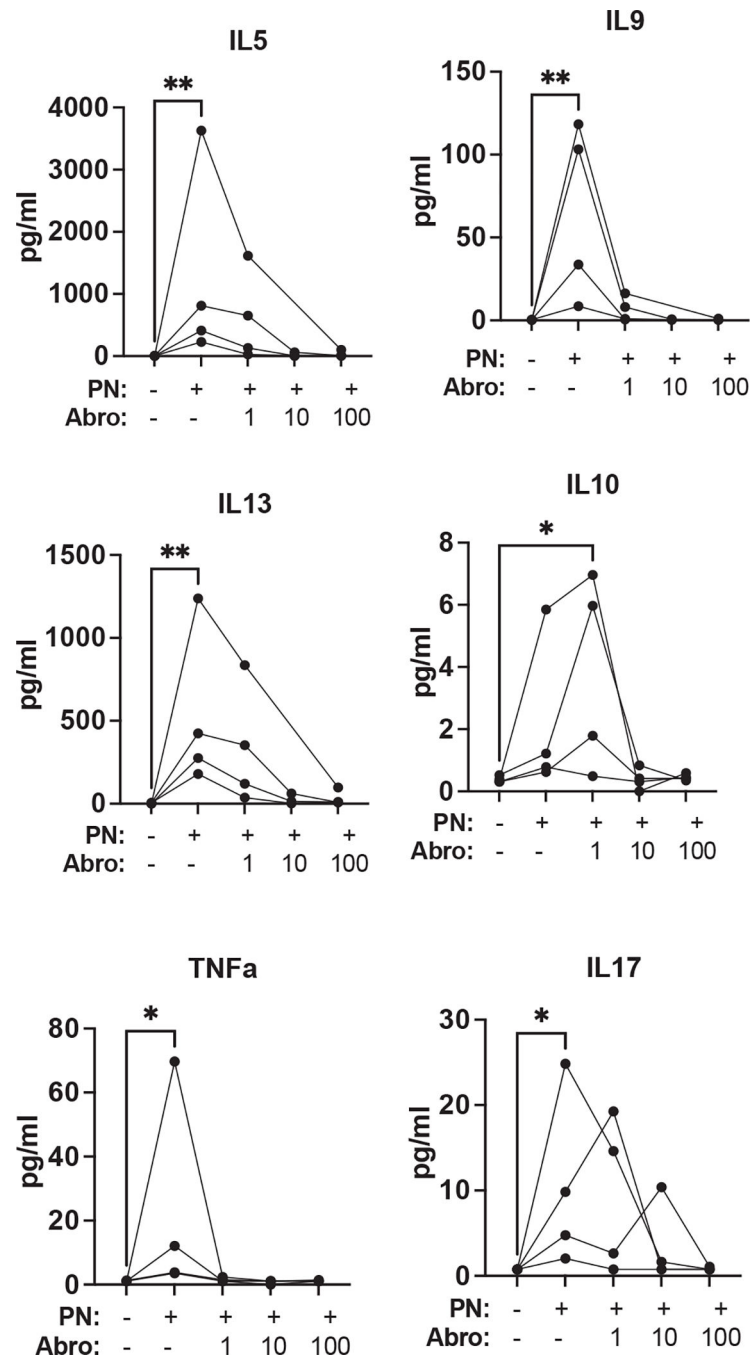 IL5
**
4000
3000
2000
1000
0
pg/ml
PN: - + + + +
Abro: - - 1 10 100
IL9
**
150
100
50
0
pg/ml
PN: - + + + +
Abro: - - 1 10 100
IL13
**
1500
1000
500
0
pg/ml
PN: - + + + +
Abro: - - 1 10 100
IL10
*
8
6
4
2
0
pg/ml
PN: - + + + +
Abro: - - 1 10 100
TNFa
*
80
60
40
20
0
pg/ml
PN: - + + + +
Abro: - - 1 10 100
IL17
*
30
20
10
0
pg/ml
PN: - + + + +
Abro: - - 1 10 100